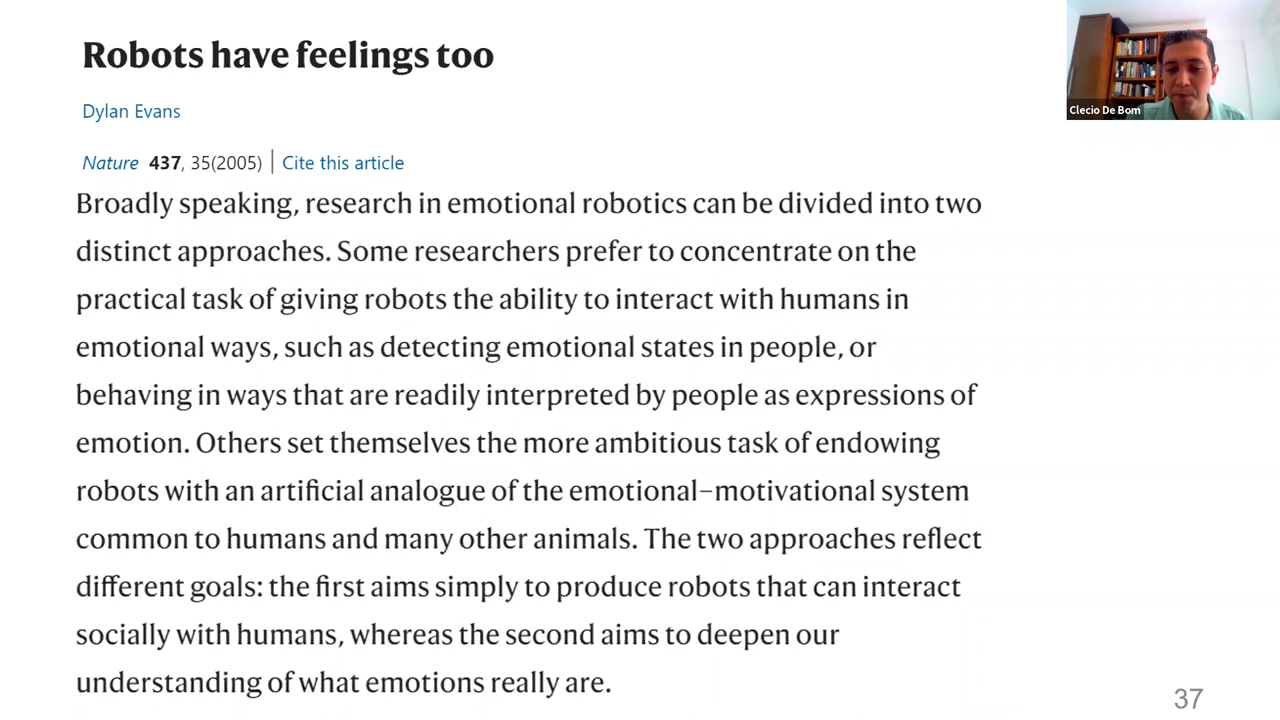 Robots have feelings too
Dylan Evans
Nature 437, 35(2005) | Cite this article
Broadly speaking, research in emotional robotics can be divided into two
distinct approaches. Some researchers prefer to concentrate on the
practical task of giving robots the ability to interact with humans in
emotional ways, such as detecting emotional states in people, or
behaving in ways that are readily interpreted by people as expressions of
emotion. Others set themselves the more ambitious task of endowing
robots with an artificial analogue of the emotional–motivational system
common to humans and many other animals. The two approaches reflect
different goals: the first aims simply to produce robots that can interact
socially with humans, whereas the second aims to deepen our
understanding of what emotions really are.
Clecio De Bom
37